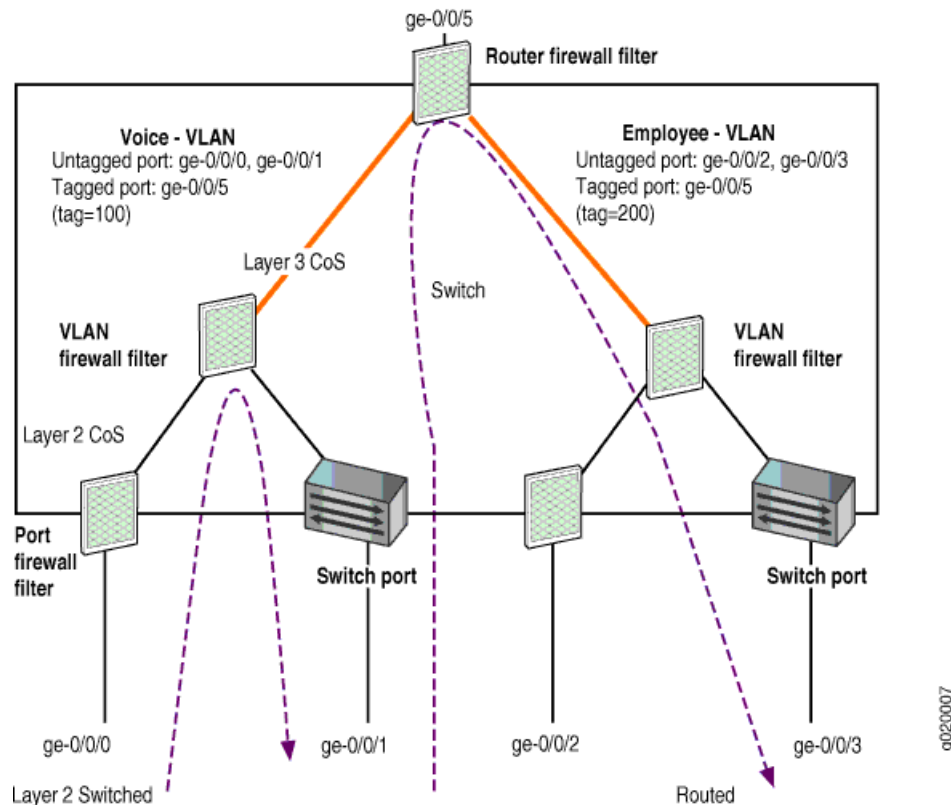 ge-0/0/5
Router firewall filter
Voice - VLAN
Untagged port: ge-0/0/0, ge-0/0/1
Tagged port: ge-0/0/5
(tag=100)
Employee - VLAN
Untagged port: ge-0/0/2, ge-0/0/3
Tagged port: ge-0/0/5
(tag=200)
Layer 3 CoS
Switch
VLAN
firewall filter
VLAN
firewall filter
Layer 2 CoS
Port
firewall
filter
Switch port
Switch port
ge-0/0/0
ge-0/0/1
ge-0/0/2
ge-0/0/3
Layer 2 Switched
Routed
g020007